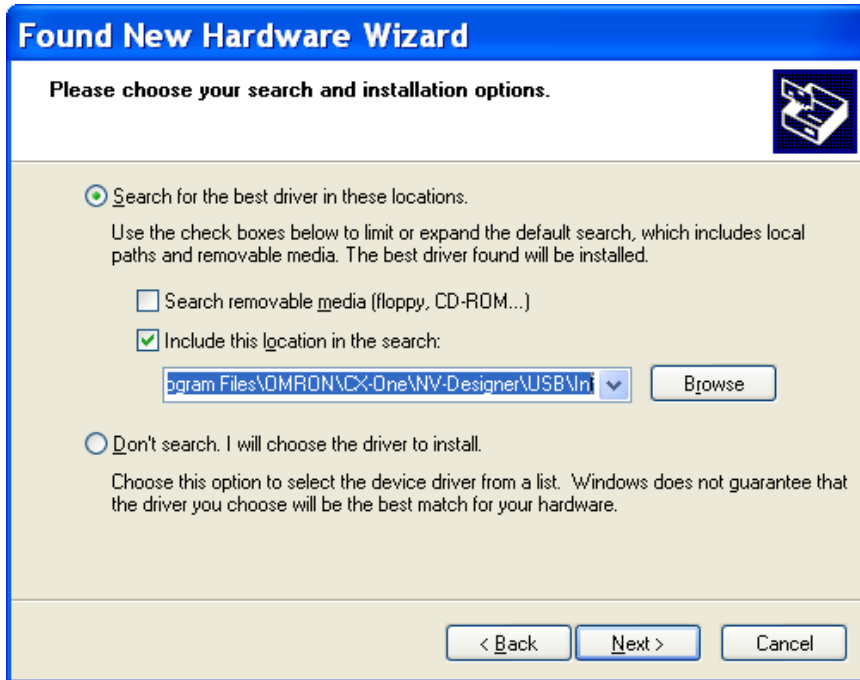 Found New Hardware Wizard
Please choose your search and installation options.
Search for the best driver in these locations.
Use the check boxes below to limit or expand the default search, which includes local
paths and removable media. The best driver found will be installed.
Search removable media (floppy, CD-ROM...)
Include this location in the search:
ogram Files\OMRON\CX-One\NV-Designer\USB\Inf
Browse
Don't search. I will choose the driver to install.
Choose this option to select the device driver from a list. Windows does not guarantee that
the driver you choose will be the best match for your hardware.
< Back Next > Cancel